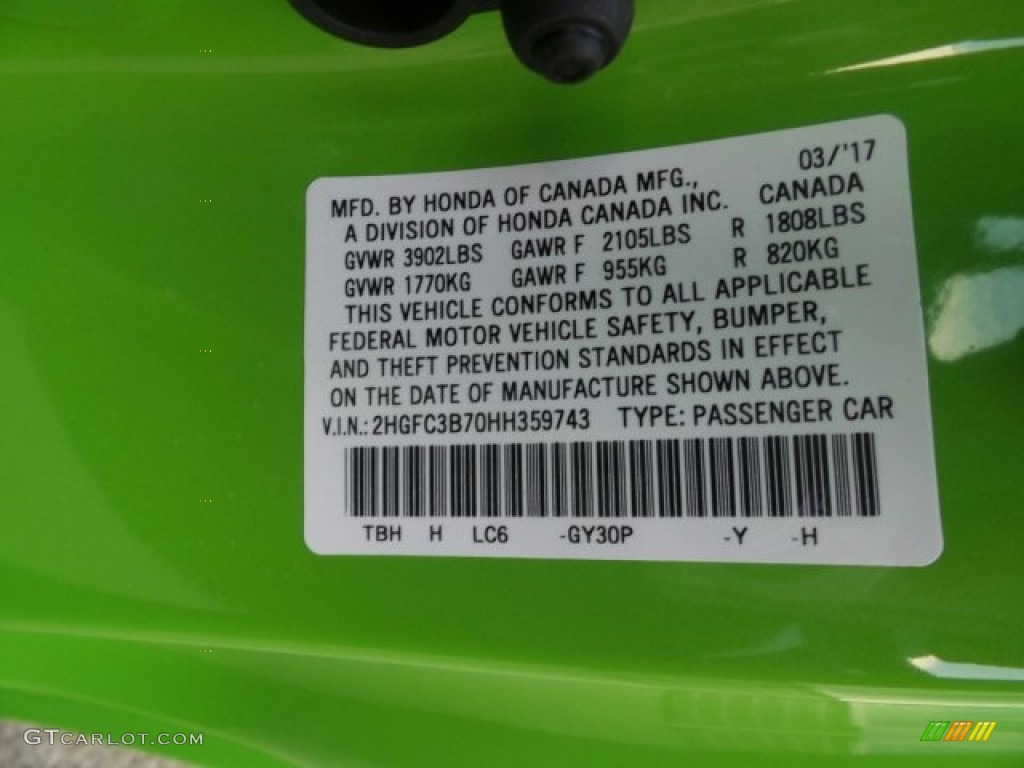 03/'17
MFD. BY HONDA OF CANADA MFG.,
A DIVISION OF HONDA CANADA INC. CANADA
GVWR 3902LBS GAWR F 2105LBS R 1808LBS
GVWR 1770KG GAWR F 955KG R 820KG
THIS VEHICLE CONFORMS TO ALL APPLICABLE
FEDERAL MOTOR VEHICLE SAFETY, BUMPER,
AND THEFT PREVENTION STANDARDS IN EFFECT
ON THE DATE OF MANUFACTURE SHOWN ABOVE.
V.I.N.: 2HGFC3B70HH359743 TYPE: PASSENGER CAR
TBH H LC6 -GY30P -Y -H
GTCARLOT.COM